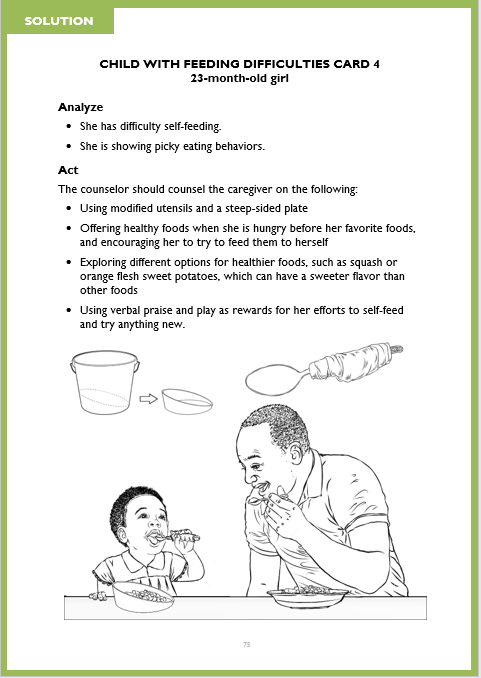 SOLUTION
CHILD WITH FEEDING DIFFICULTIES CARD 4
23-month-old girl
Analyze
• She has difficulty self-feeding.
• She is showing picky eating behaviors.
Act
The counselor should counsel the caregiver on the following:
• Using modified utensils and a steep-sided plate
• Offering healthy foods when she is hungry before her favorite foods,
and encouraging her to try to feed them to herself
• Exploring different options for healthier foods, such as squash or
orange flesh sweet potatoes, which can have a sweeter flavor than
other foods
• Using verbal praise and play as rewards for her efforts to self-feed
and try anything new.
75